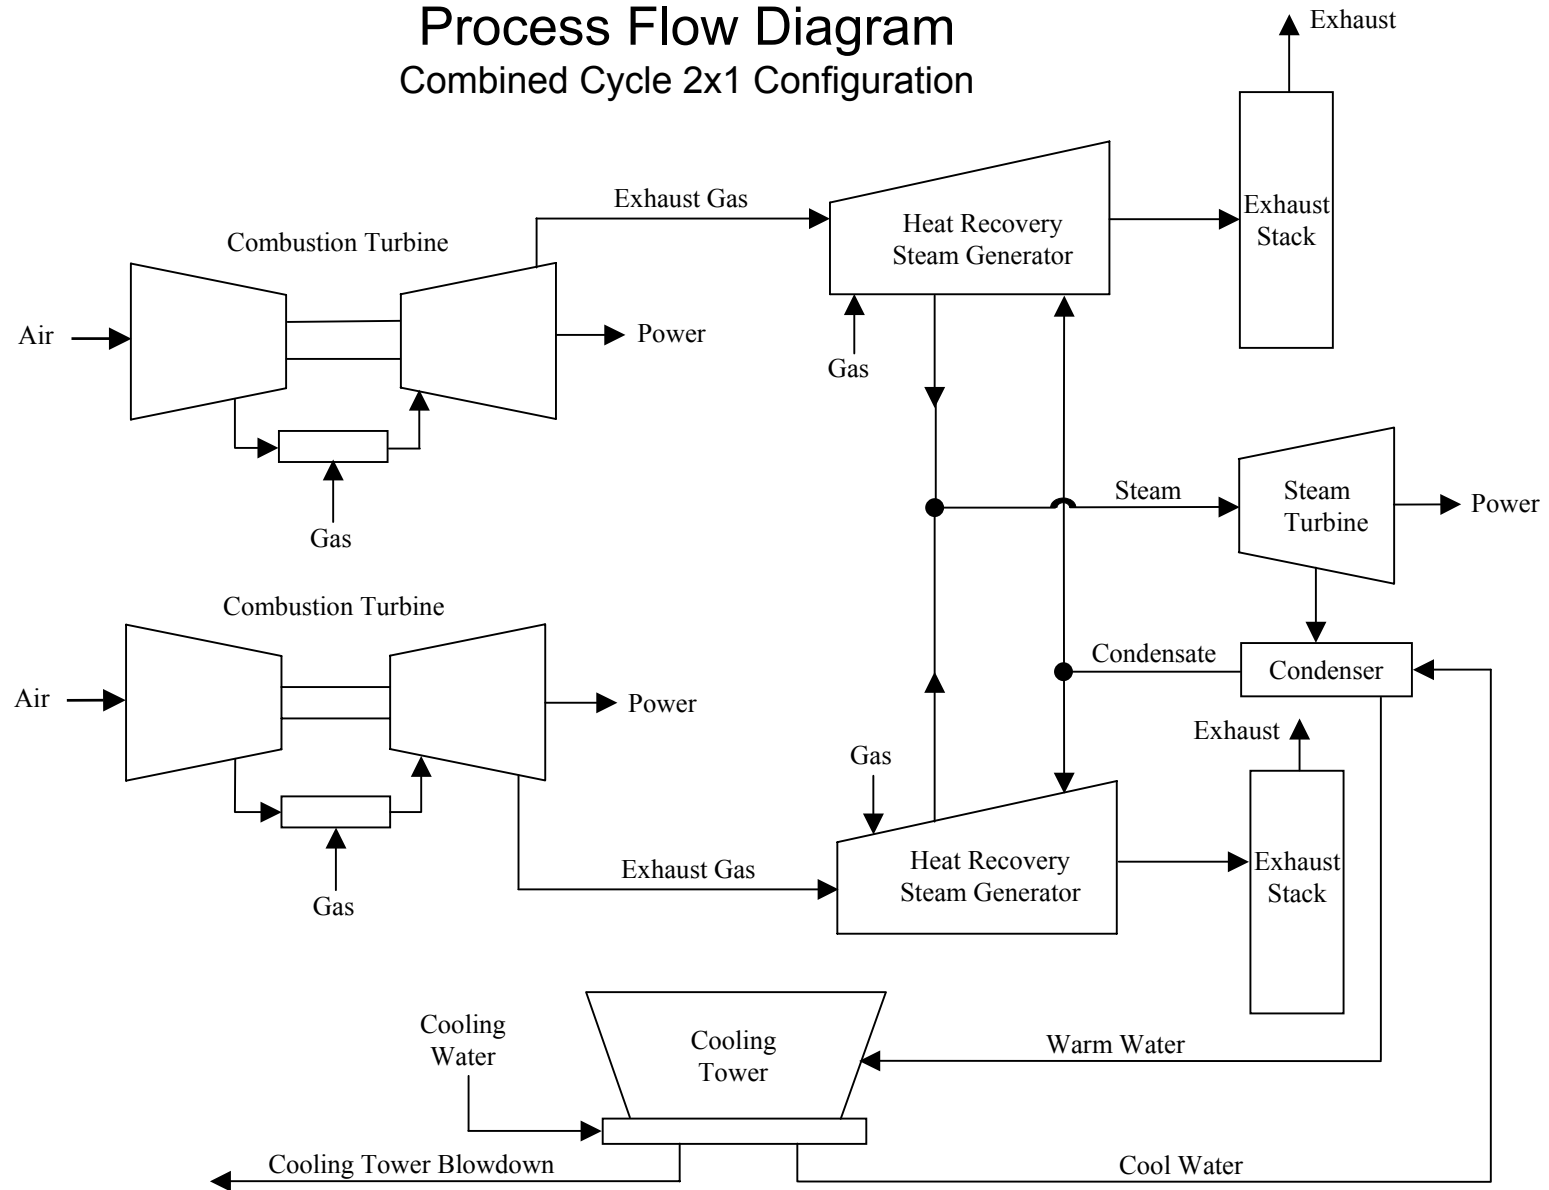 Process Flow Diagram
Combined Cycle 2x1 Configuration
Exhaust
Exhaust Gas
Heat Recovery
Steam Generator
Exhaust
Stack
Combustion Turbine
Air
Power
Gas
Gas
Steam
Steam
Turbine
Power
Combustion Turbine
Condensate
Condenser
Air
Power
Exhaust
Gas
Gas
Exhaust Gas
Heat Recovery
Steam Generator
Exhaust
Stack
Cooling
Water
Cooling
Tower
Warm Water
Cooling Tower Blowdown
Cool Water